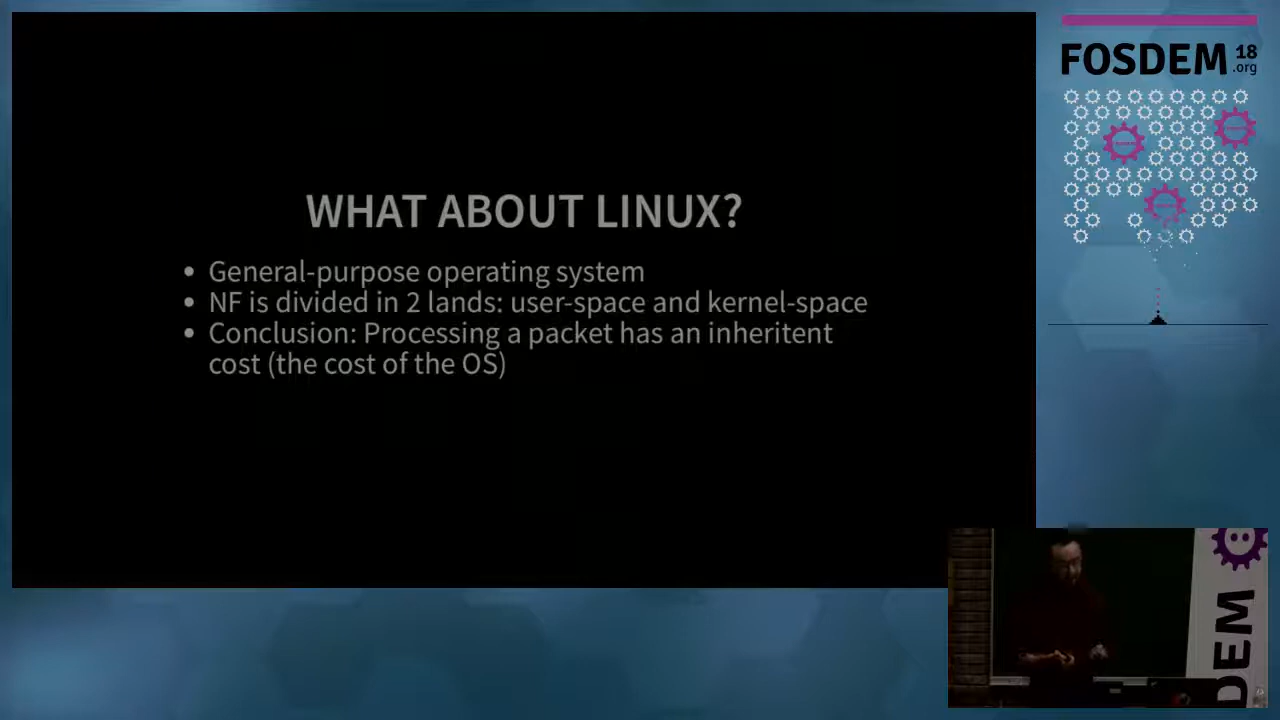 WHAT ABOUT LINUX?
• General-purpose operating system
• NF is divided in 2 lands: user-space and kernel-space
• Conclusion: Processing a packet has an inheritent
cost (the cost of the OS)
FOSDEM 18
.org
DEM